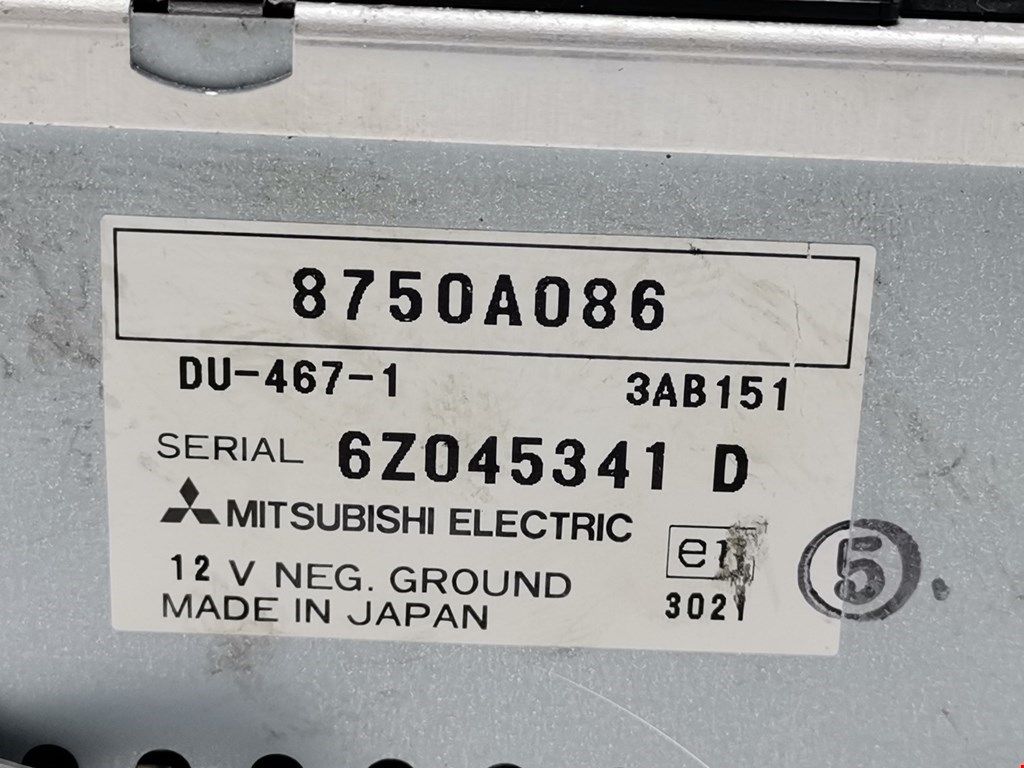 8750A086
DU-467-1 3AB151
SERIAL 6Z045341 D
MITSUBISHI ELECTRIC
12 V NEG. GROUND
3021
MADE IN JAPAN
5